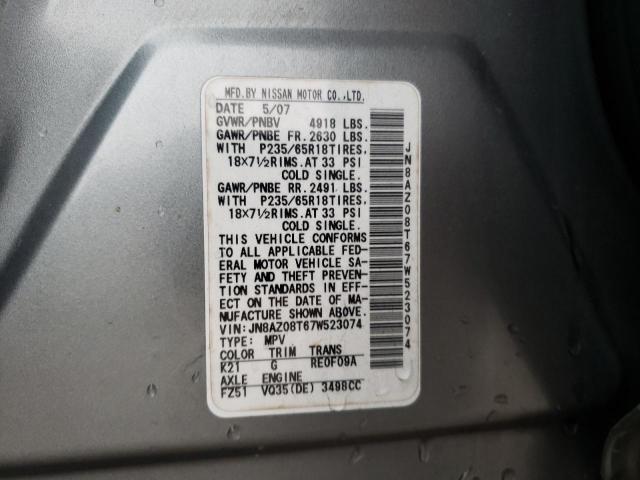 MFD.BY NISSAN MOTOR CO.,LTD.
DATE 5/07
GVWR/PNBV 4918 LBS.
GAWR/PNBE FR.2630 LBS.
WITH P235/65R18TIRES,
18×7½RIMS.AT 33 PSI
COLD SINGLE.
GAWR/PNBE RR.2491 LBS.
WITH P235/65R18TIRES,
18×7½RIMS.AT 33 PSI
COLD SINGLE.
THIS VEHICLE CONFORMS
TO ALL APPLICABLE FED-
ERAL MOTOR VEHICLE SA-
FETY AND THEFT PREVEN-
TION STANDARDS IN EFF-
ECT ON THE DATE OF MA-
NUFACTURE SHOWN ABOVE.
VIN:JN8AZ08T67W523074
TYPE: MPV
COLOR TRIM TRANS
K21 G RE0F09A
AXLE ENGINE
FZ51 VQ35(DE) 3498CC
JN8AZ08T67W523074